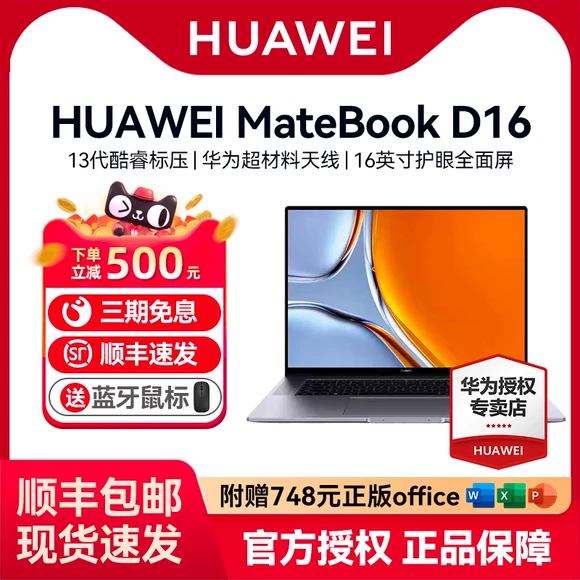 HUAWEI
HUAWEI MateBook D16
13代酷睿标压|华为超材料天线|16英寸护眼全面屏
下单
立减 500元
三期免息
SF 顺丰速发
送 蓝牙鼠标
华为授权
专卖店
HUAWEI
顺丰包邮
现货速发
附赠748元正版office W X P
官方授权 正品保障